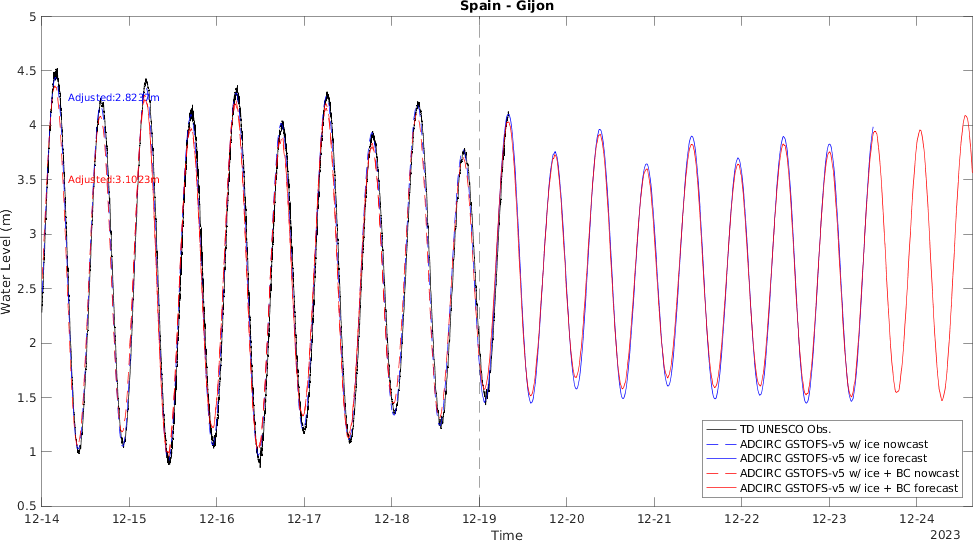 Spain - Gijon
5
4.5
4
3.5
3
2.5
2
1.5
1
0.5
Water Level (m)
Adjusted:2.8237m
Adjusted:3.1023m
TD UNESCO Obs.
ADCIRC GSTOFS-v5 w/ ice nowcast
ADCIRC GSTOFS-v5 w/ ice forecast
ADCIRC GSTOFS-v5 w/ ice + BC nowcast
ADCIRC GSTOFS-v5 w/ ice + BC forecast
12-14 12-15 12-16 12-17 12-18 12-19 12-20 12-21 12-22 12-23 12-24
Time
2023